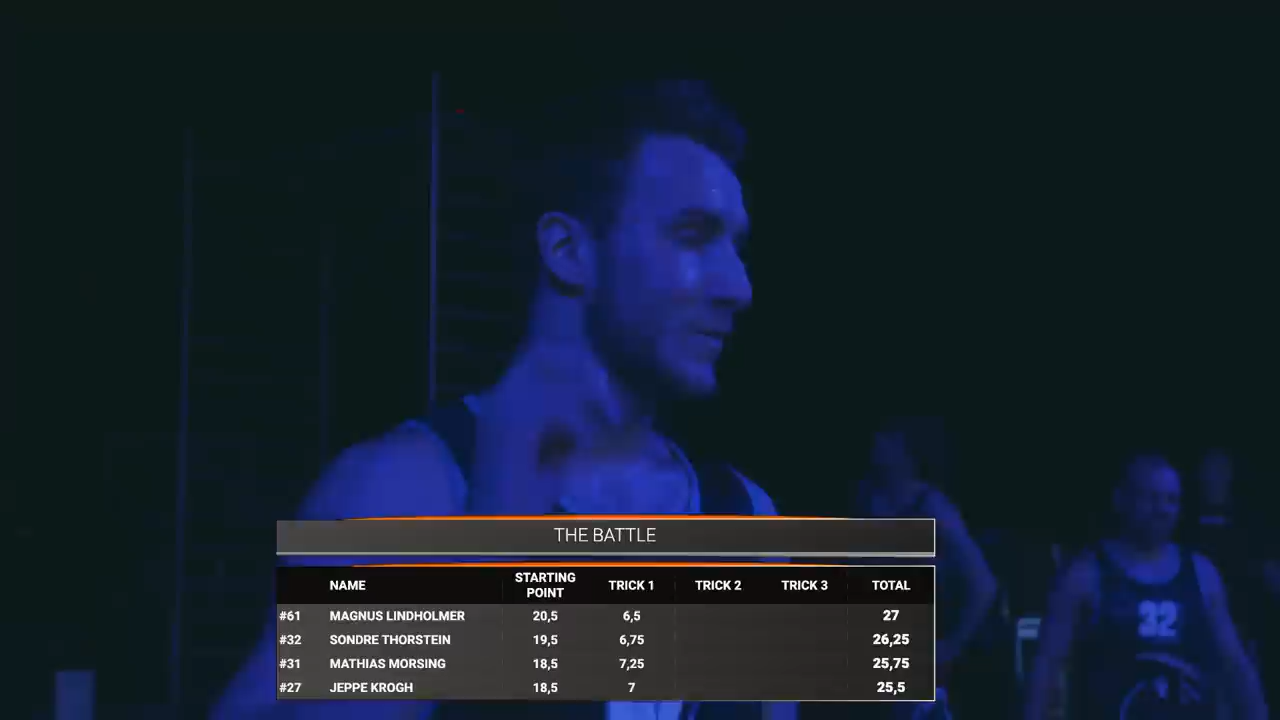 THE BATTLE
NAME STARTING POINT TRICK 1 TRICK 2 TRICK 3 TOTAL
#61 MAGNUS LINDHOLMER 20,5 6,5 27
#32 SONDRE THORSTEIN 19,5 6,75 26,25
#31 MATHIAS MORSING 18,5 7,25 25,75
#27 JEPPE KROGH 18,5 7 25,5
32